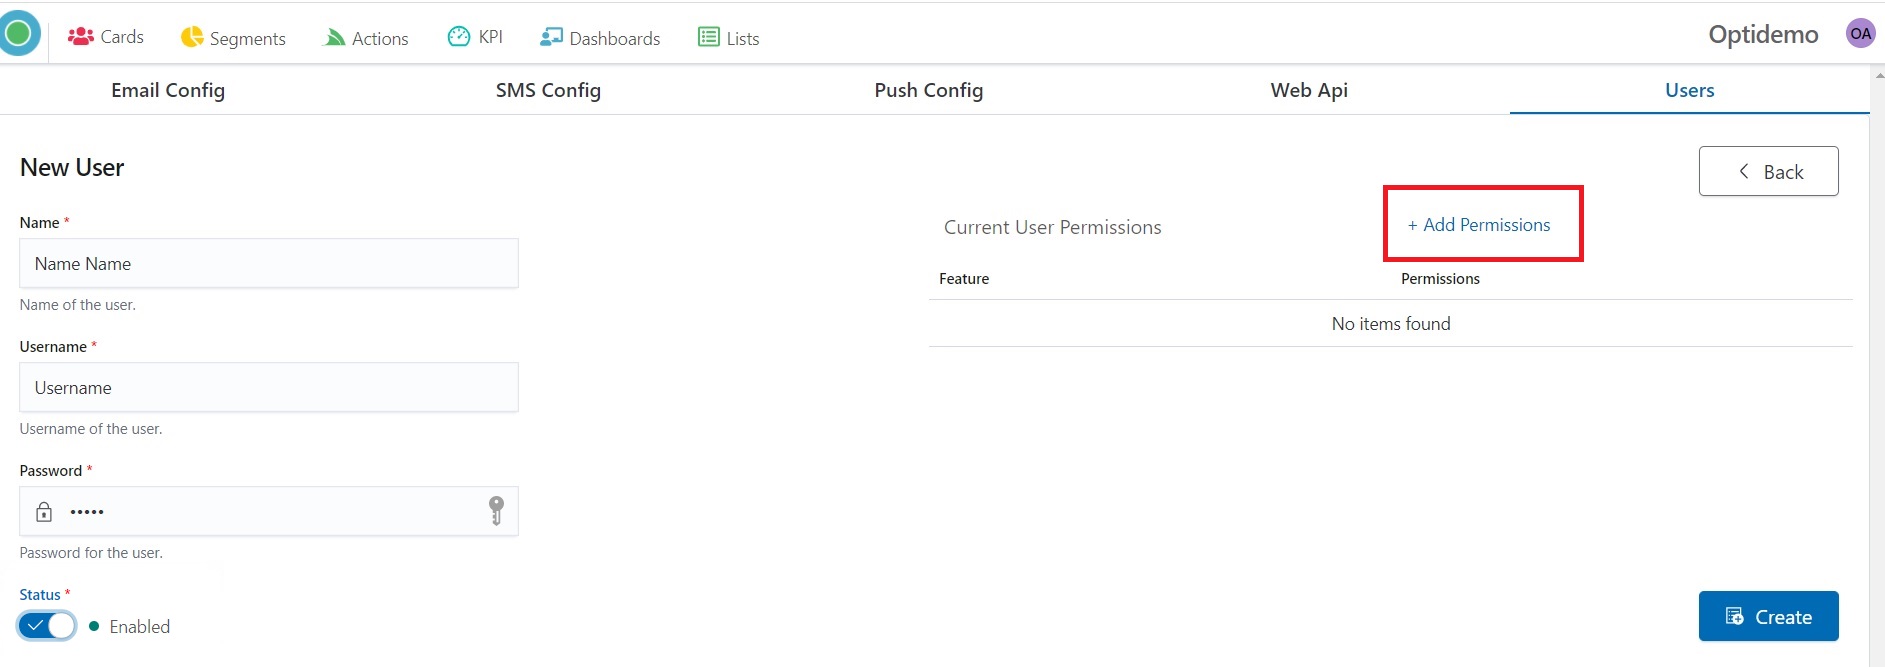 Cards Segments Actions KPI Dashboards Lists Optidemo OA
Email Config SMS Config Push Config Web Api Users
New User
< Back
Name *
Current User Permissions + Add Permissions
Name Name
Feature Permissions
Name of the user.
No items found
Username *
Username
Username of the user.
Password *
•••••
Password for the user.
Status *
Enabled
Create